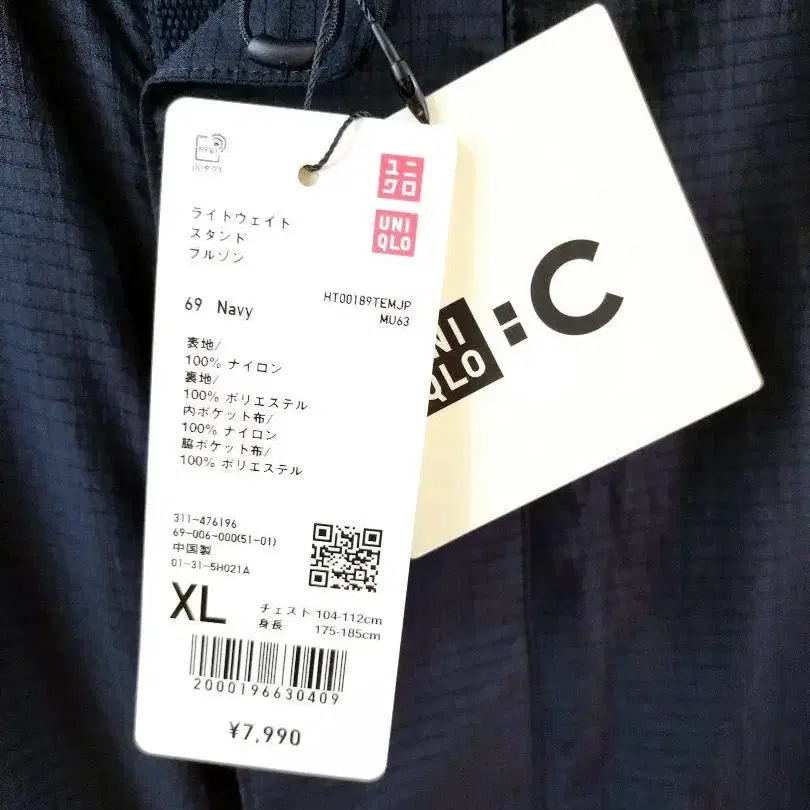 ユニ
クロ
UNI
QLO
ライトウェイト
スタンド
ブルゾン
69 Navy
HT00189TEMJP
MU63
表地/
100% ナイロン
裏地/
100% ポリエステル
内ポケット布/
100% ナイロン
脇ポケット布/
100% ポリエステル
311-476196
69-006-000(51-01)
中国製
01-31-5H021A
XL
チェスト 104-112cm
身長 175-185cm
2000196630409
¥7,990
NI
QLO
:C